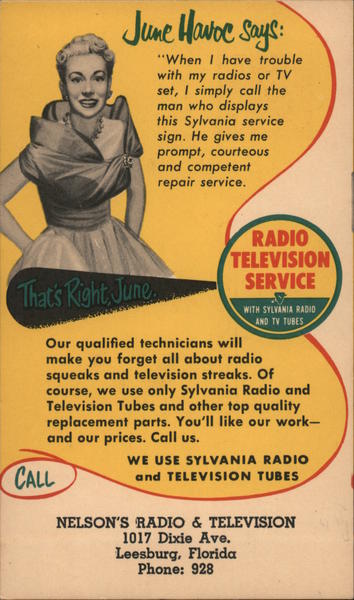 June Havoc says:
"When I have trouble
with my radios or TV
set, I simply call the
man who displays
this Sylvania service
sign. He gives me
prompt, courteous
and competent
repair service.
That's Right, June.
RADIO
TELEVISION
SERVICE
WITH SYLVANIA RADIO
AND TV TUBES
Our qualified technicians will
make you forget all about radio
squeaks and television streaks. Of
course, we use only Sylvania Radio and
Television Tubes and other top quality
replacement parts. You'll like our work—
and our prices. Call us.
WE USE SYLVANIA RADIO
and TELEVISION TUBES
CALL
NELSON'S RADIO & TELEVISION
1017 Dixie Ave.
Leesburg, Florida
Phone: 928